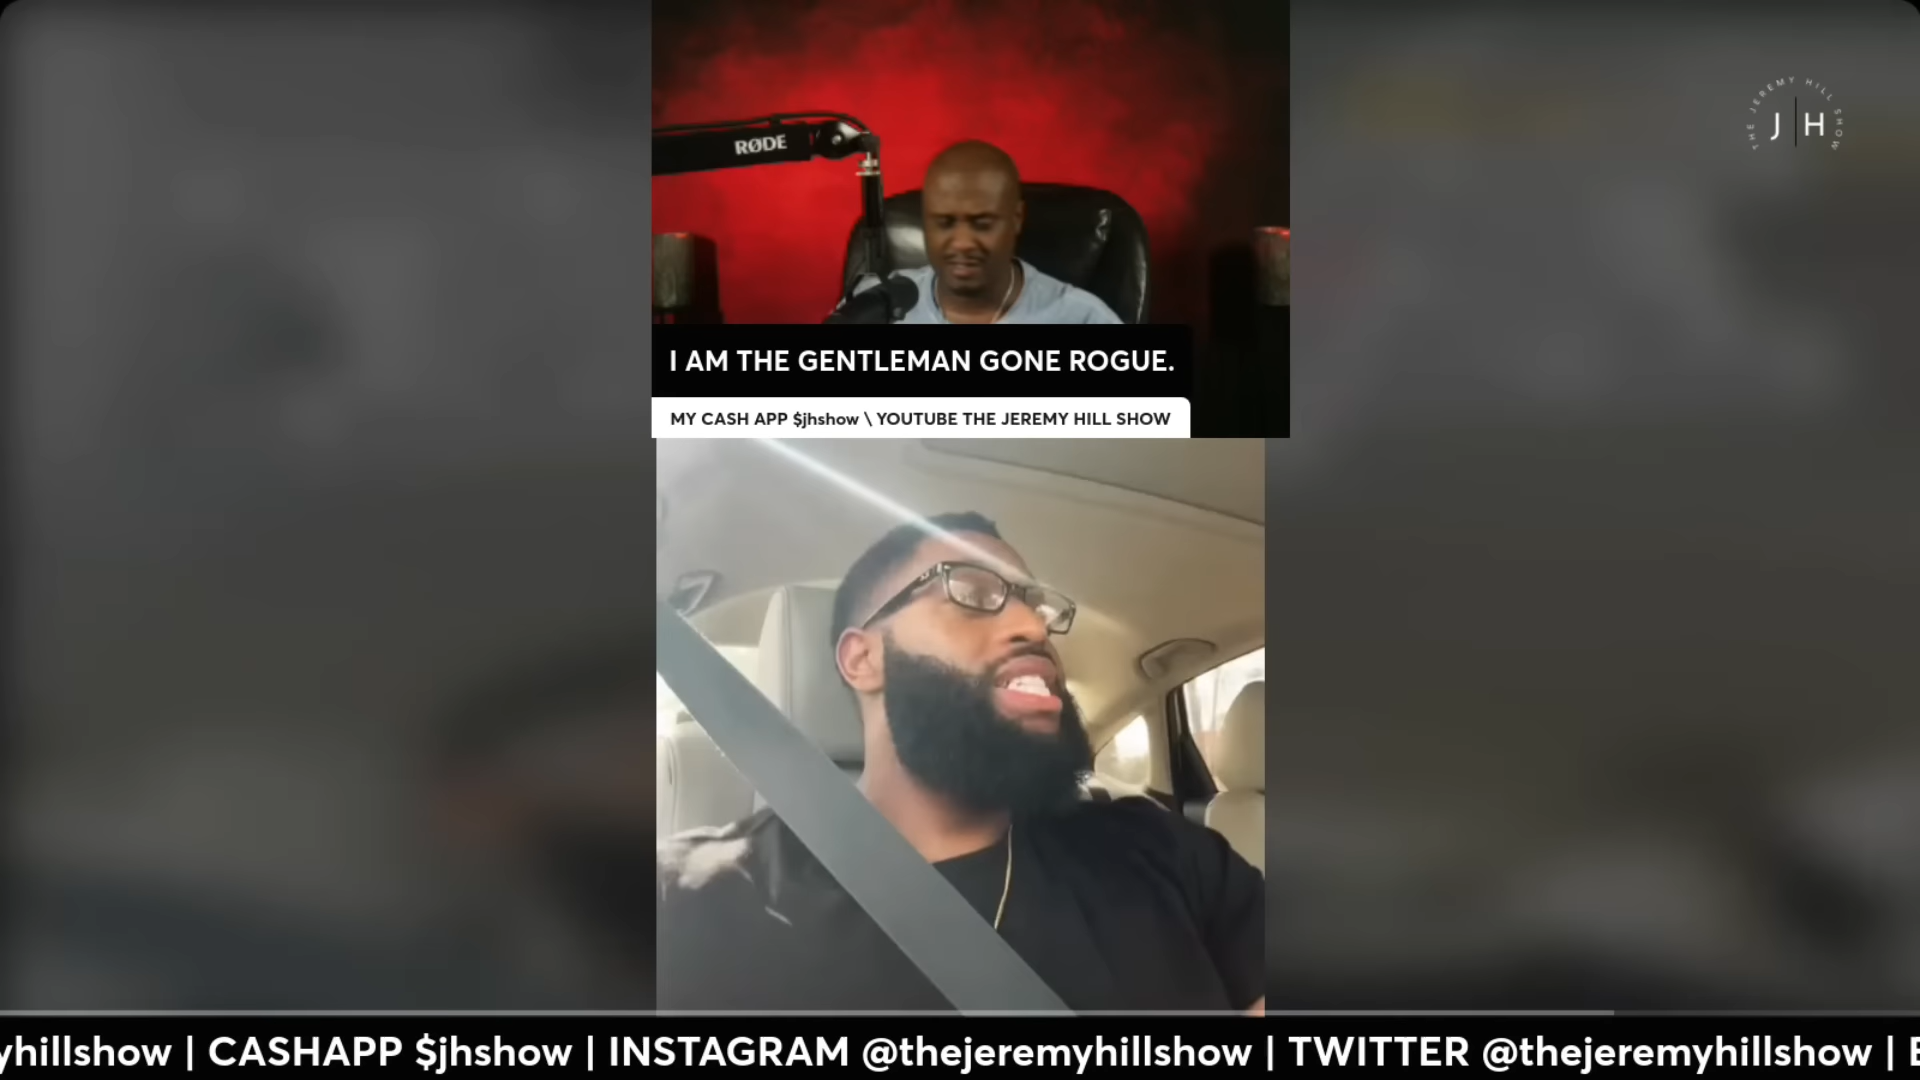 THE JEREMY HILL SHOW
J | H
RØDE
I AM THE GENTLEMAN GONE ROGUE.
MY CASH APP $jhshow \ YOUTUBE THE JEREMY HILL SHOW
yhillshow | CASHAPP $jhshow | INSTAGRAM @thejeremyhillshow | TWITTER @thejeremyhillshow |